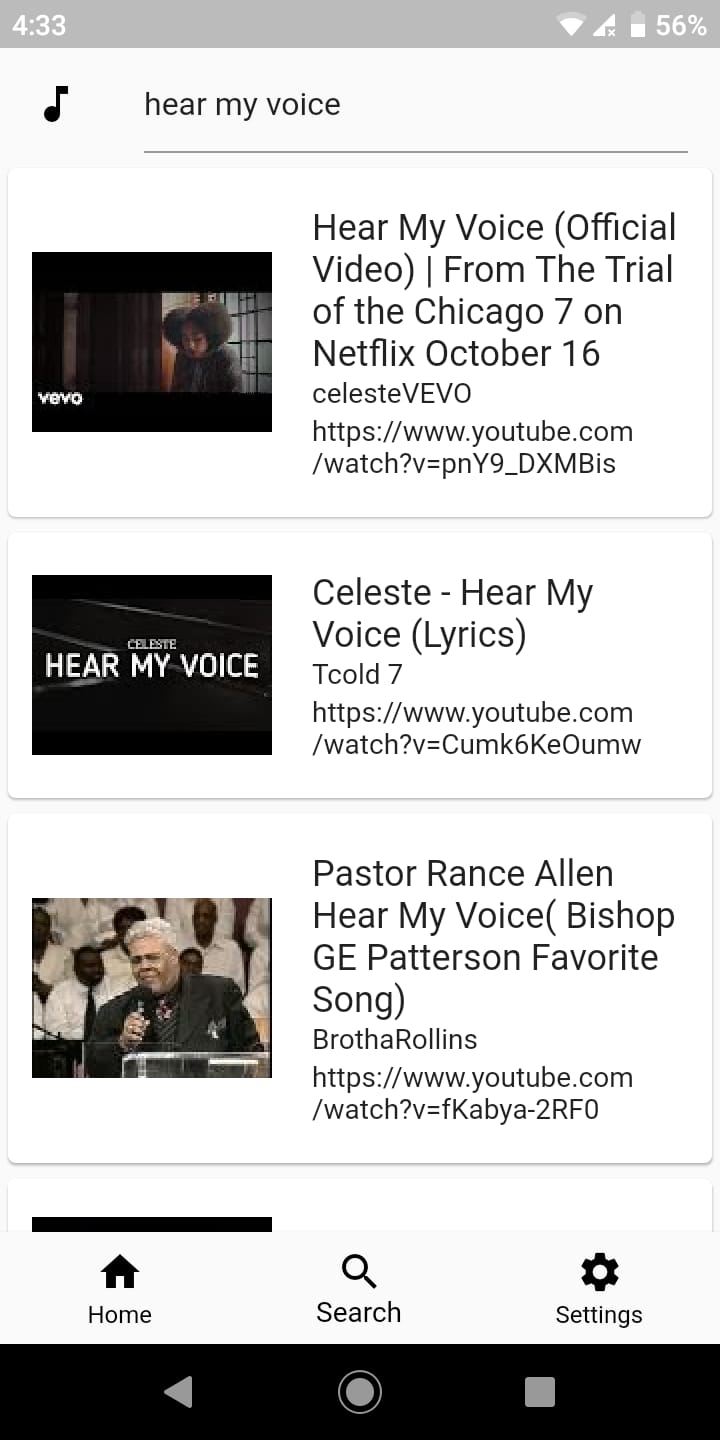 4:33
56%
hear my voice
Hear My Voice (Official
Video) | From The Trial
of the Chicago 7 on
Netflix October 16
celesteVEVO
https://www.youtube.com
/watch?v=pnY9_DXMBis
vevo
Celeste - Hear My
Voice (Lyrics)
Tcold 7
https://www.youtube.com
/watch?v=Cumk6KeOumw
CELESTE
HEAR MY VOICE
Pastor Rance Allen
Hear My Voice( Bishop
GE Patterson Favorite
Song)
BrothaRollins
https://www.youtube.com
/watch?v=fKabya-2RF0
Home
Search
Settings